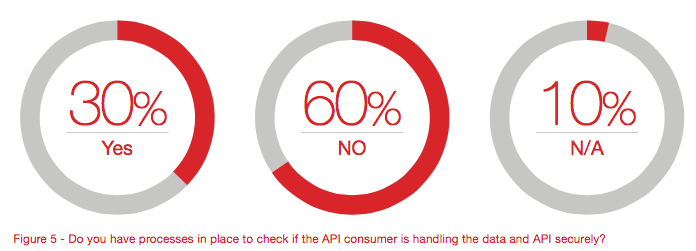 30%
Yes
60%
NO
10%
N/A
Figure 5 - Do you have processes in place to check if the API consumer is handling the data and API securely?